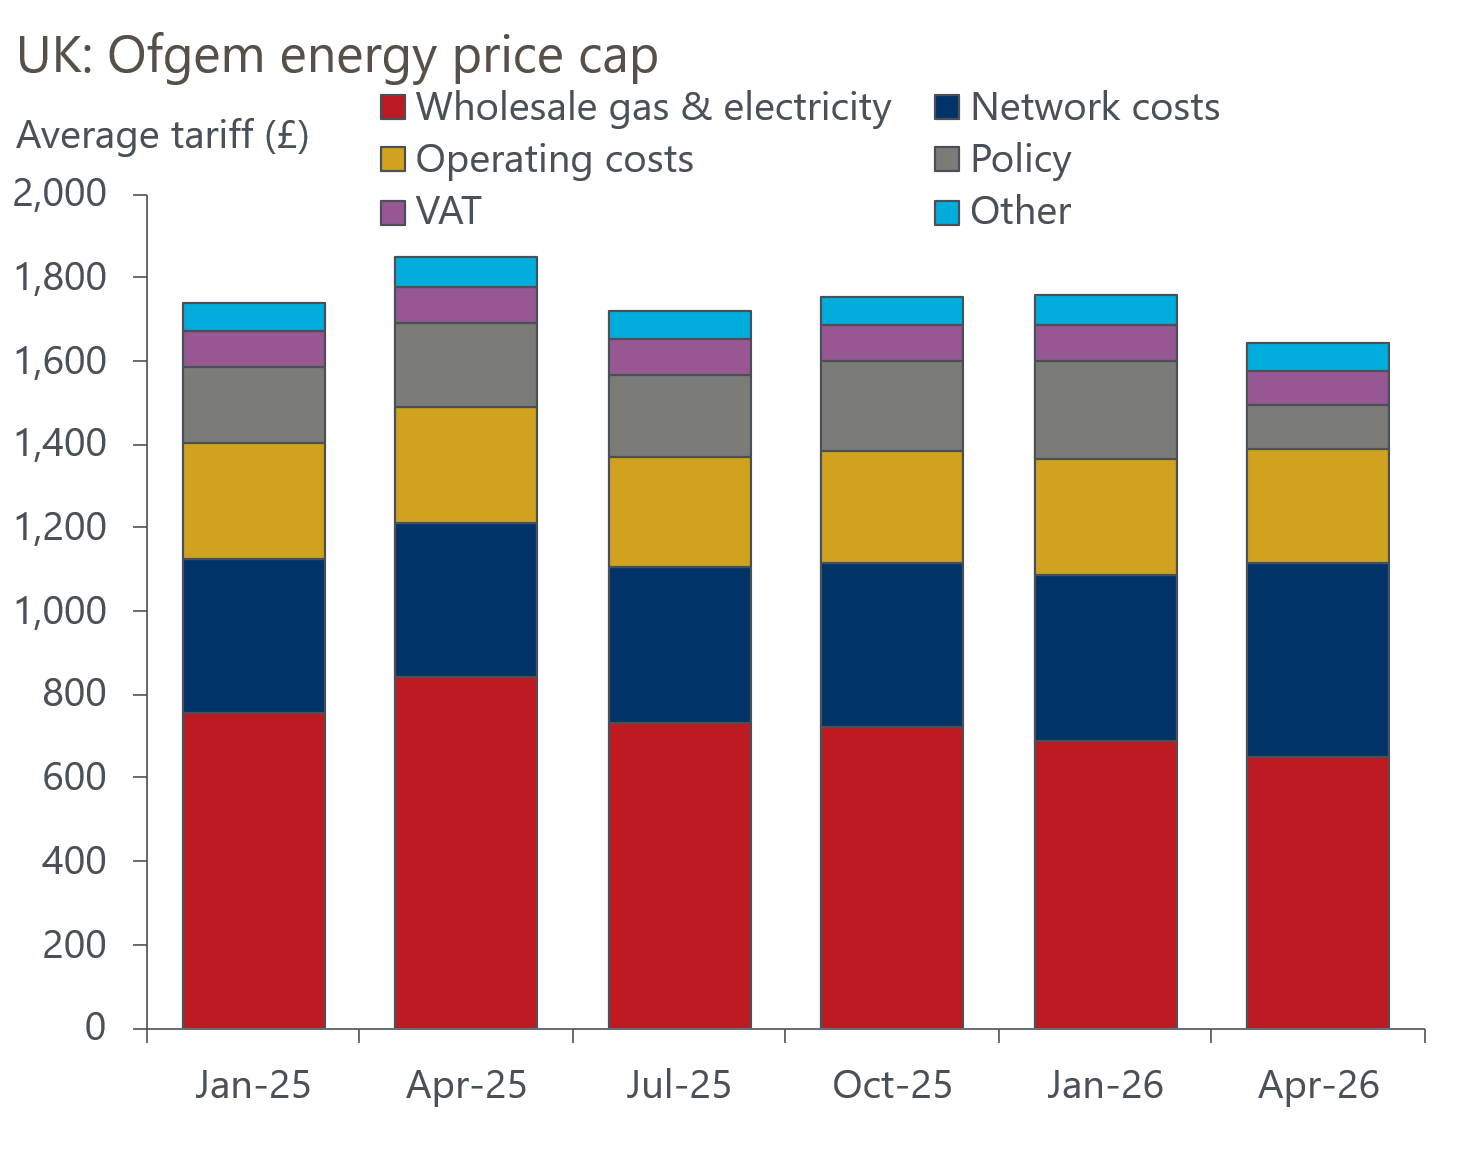 UK: Ofgem energy price cap
Average tariff (£)
Wholesale gas & electricity
Network costs
Operating costs
Policy
VAT
Other
2,000
1,800
1,600
1,400
1,200
1,000
800
600
400
200
0
Jan-25 Apr-25 Jul-25 Oct-25 Jan-26 Apr-26